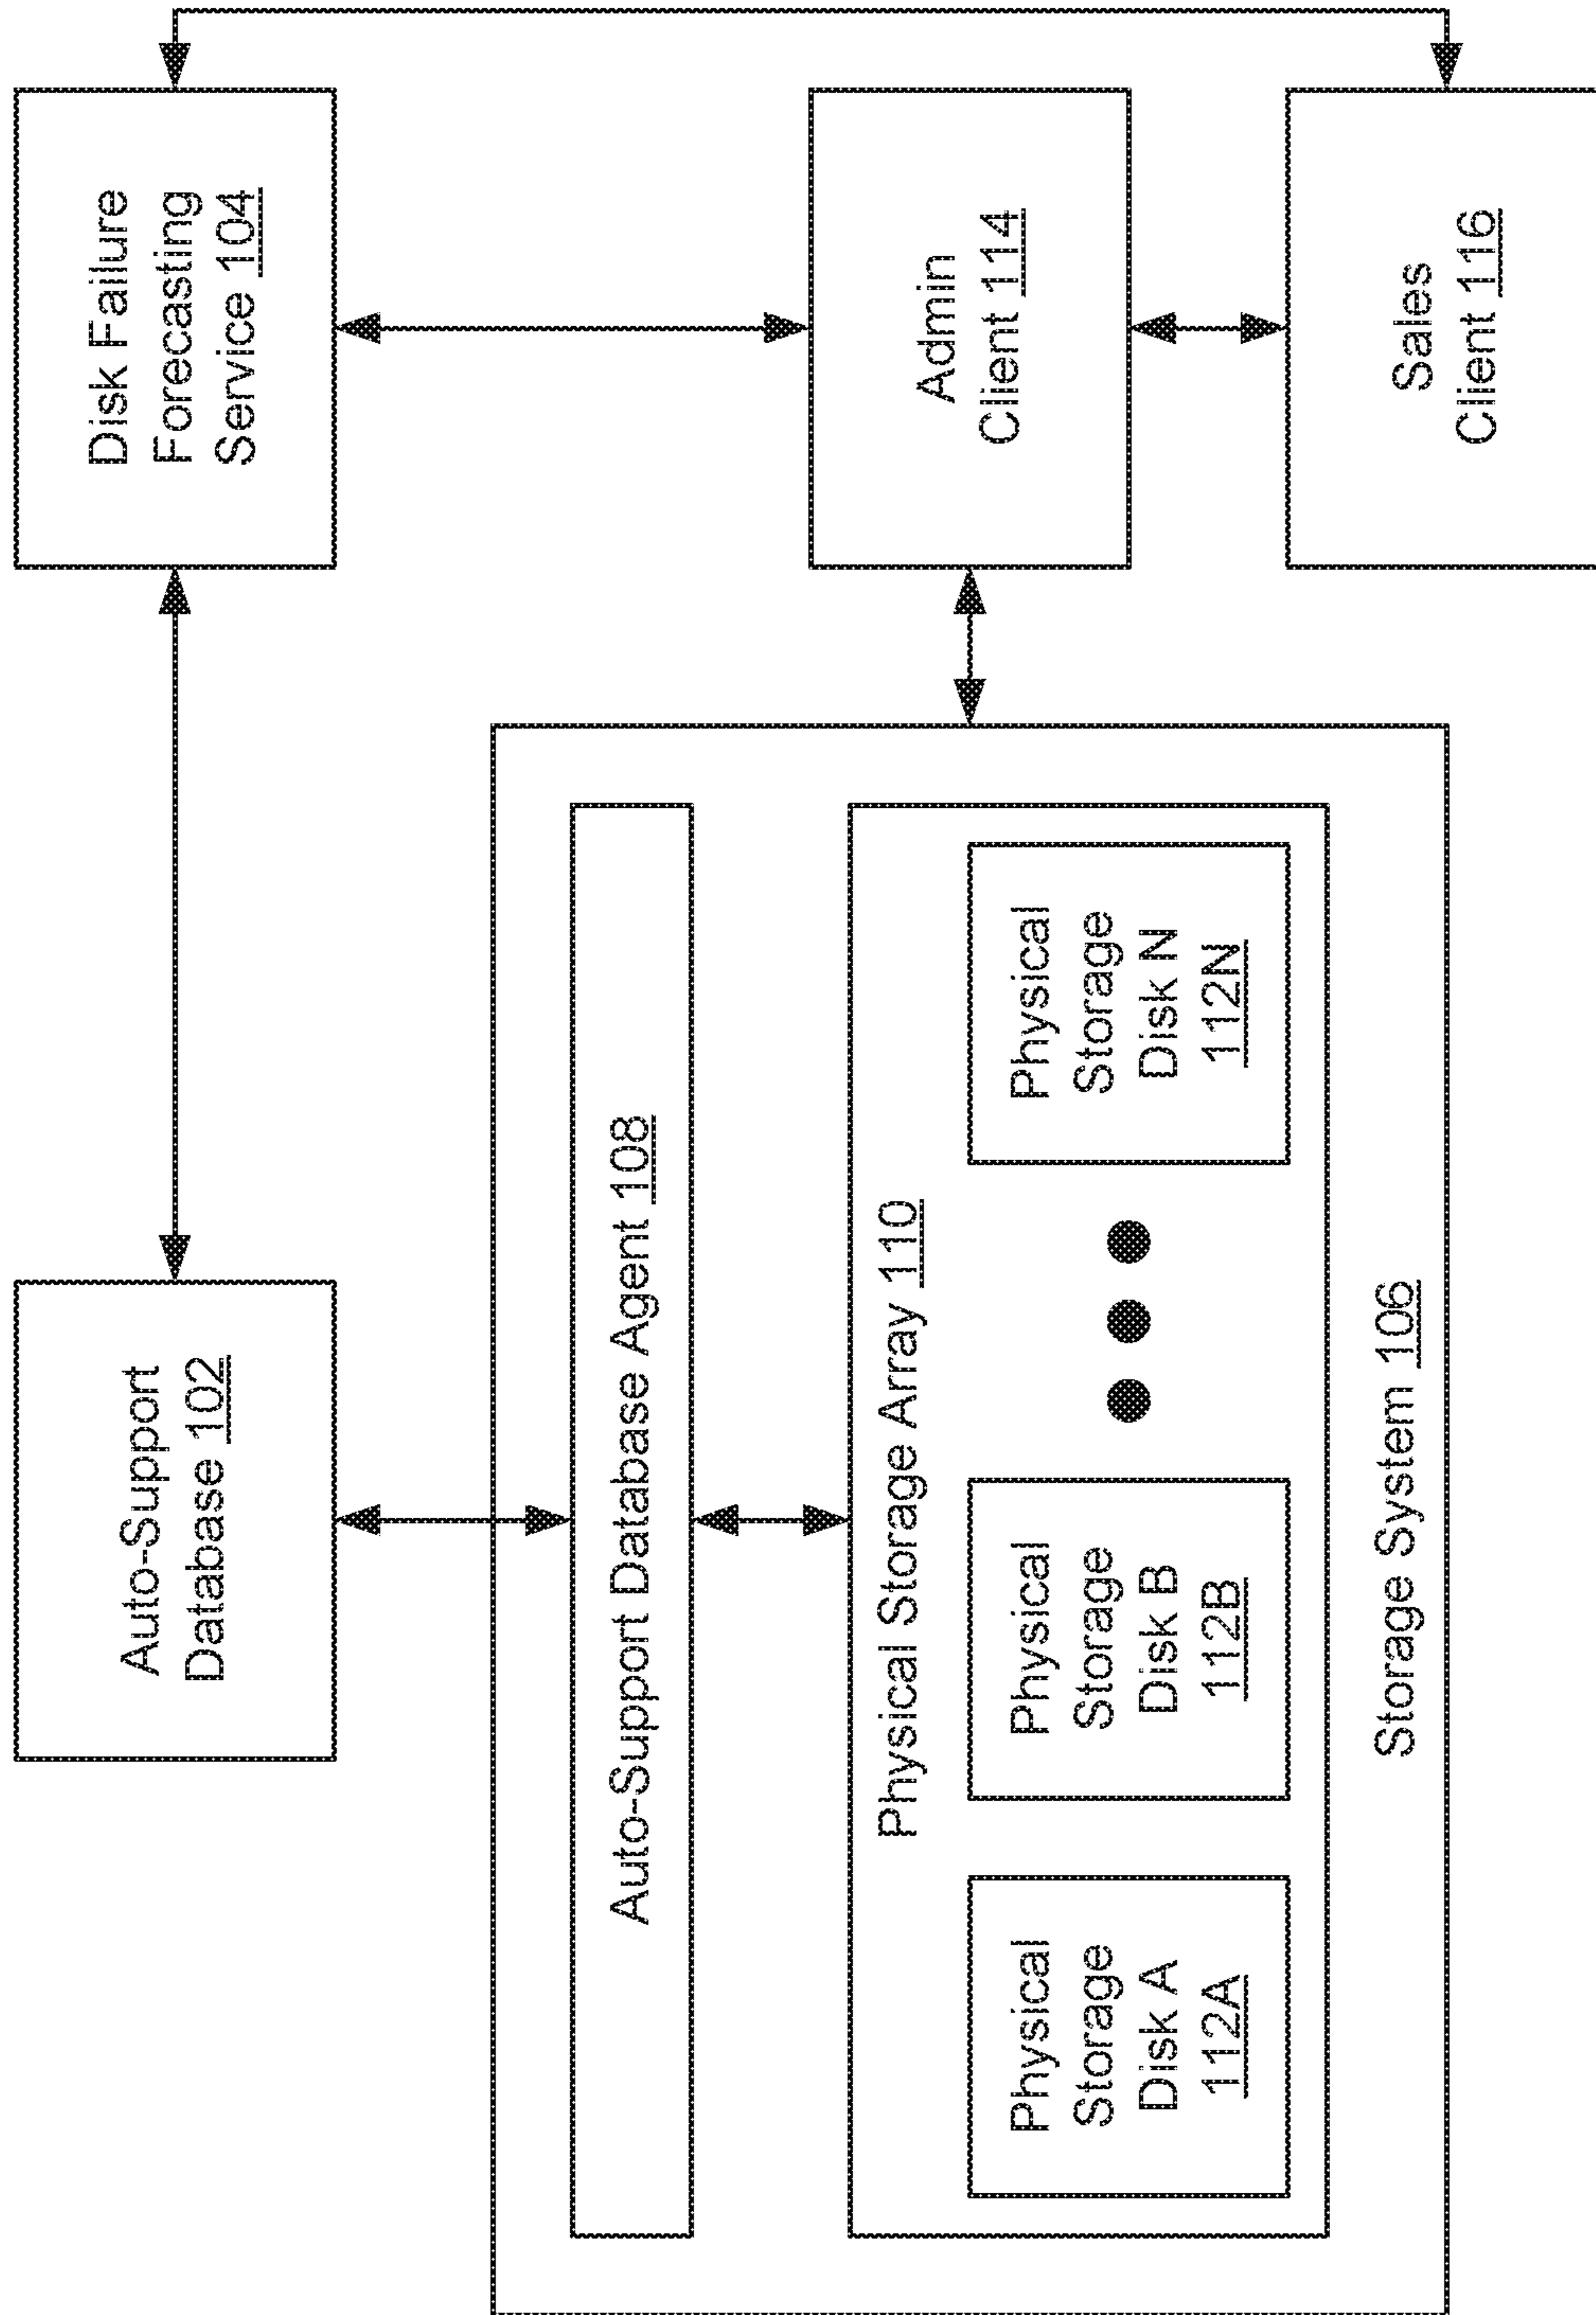 Auto-Support
Database 102
Disk Failure
Forecasting
Service 104
Auto-Support Database Agent 108
Physical Storage Array 110
Physical
Storage
Disk A
112A
Physical
Storage
Disk B
112B
Physical
Storage
Disk N
112N
Storage System 106
Admin
Client 114
Sales
Client 116